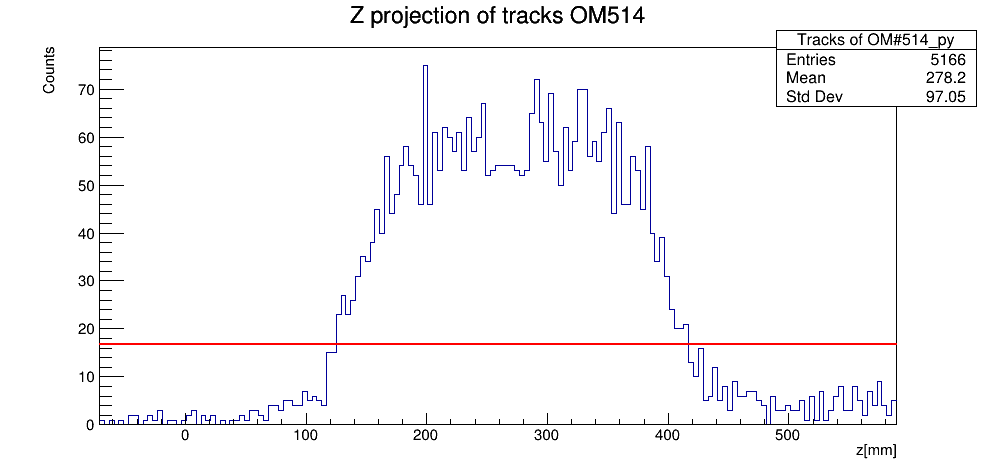 Z projection of tracks OM514
Tracks of OM#514_py
Entries 5166
Mean 278.2
Std Dev 97.05
Counts
70
60
50
40
30
20
10
0
0 100 200 300 400 500
z[mm]